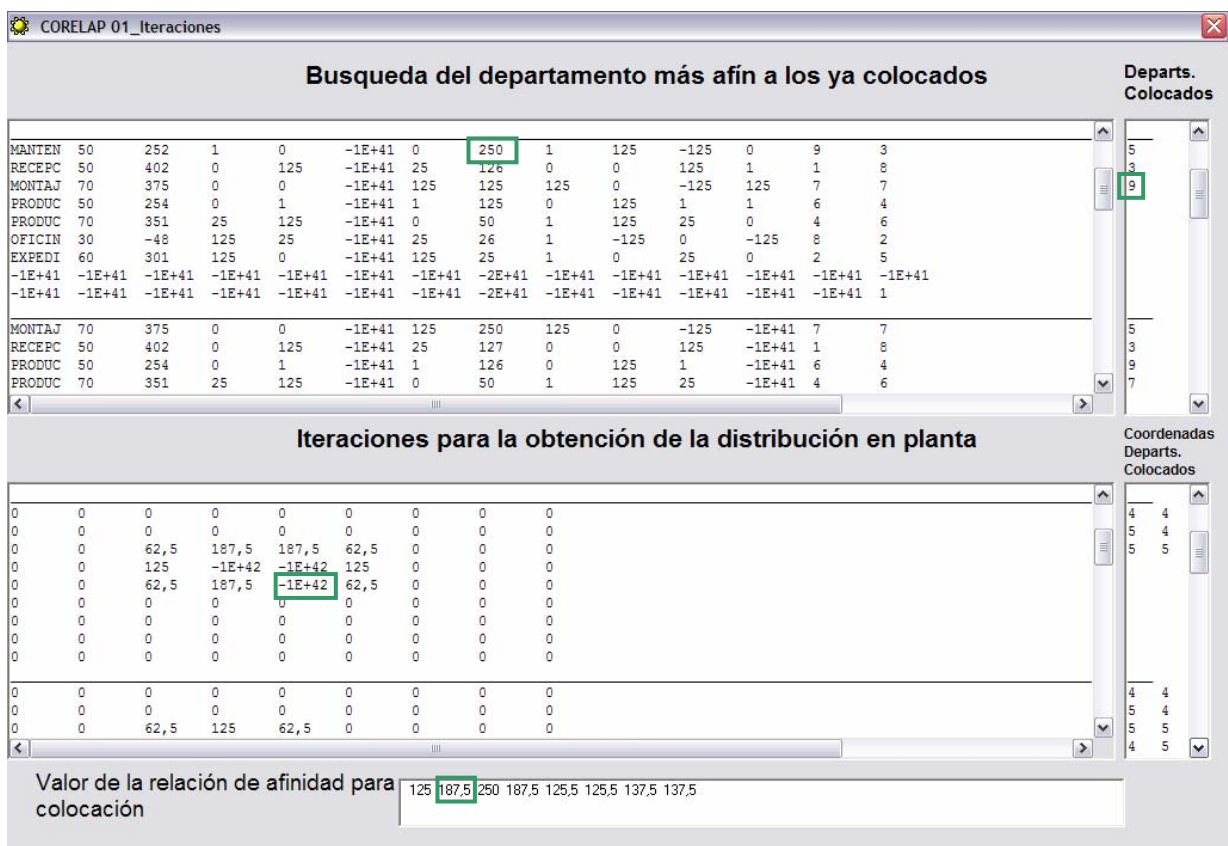 CORELAP 01_Iteraciones
Busqueda del departamento más afín a los ya colocados
Departs.
Colocados
MANTEN 50 252 1 0 -1E+41 0 250 1 125 -125 0 9 3
RECEPC 50 402 0 125 -1E+41 25 126 0 0 125 1 1 8
MONTAJ 70 375 0 0 -1E+41 125 125 125 0 -125 125 7 7
PRODUC 50 254 0 1 -1E+41 1 125 0 125 1 1 6 4
PRODUC 70 351 25 125 -1E+41 0 50 1 125 25 0 4 6
OFICIN 30 -48 125 25 -1E+41 25 26 1 -125 0 -125 8 2
EXPEDI 60 301 125 0 -1E+41 125 25 1 0 25 0 2 5
-1E+41 -1E+41 -1E+41 -1E+41 -1E+41 -1E+41 -1E+41 -2E+41 -1E+41 -1E+41 -1E+41 -1E+41 -1E+41 -1E+41
-1E+41 -1E+41 -1E+41 -1E+41 -1E+41 -1E+41 -1E+41 -2E+41 -1E+41 -1E+41 -1E+41 -1E+41 -1E+41 1
MONTAJ 70 375 0 0 -1E+41 125 250 125 0 -125 -1E+41 7 7
RECEPC 50 402 0 125 -1E+41 25 127 0 0 125 -1E+41 1 8
PRODUC 50 254 0 1 -1E+41 1 126 0 125 1 -1E+41 6 4
PRODUC 70 351 25 125 -1E+41 0 50 1 125 25 -1E+41 4 6
5
3
9
5
3
9
7
Iteraciones para la obtención de la distribución en planta
Coordenadas
Departs.
Colocados
0 0 0 0 0 0 0 0 0
0 0 0 0 0 0 0 0 0
0 0 62,5 187,5 187,5 62,5 0 0 0
0 0 125 -1E+42 -1E+42 125 0 0 0
0 0 62,5 187,5 -1E+42 62,5 0 0 0
0 0 0 0 0 0 0 0 0
0 0 0 0 0 0 0 0 0
0 0 0 0 0 0 0 0 0
0 0 0 0 0 0 0 0 0
0 0 0 0 0 0 0 0 0
0 0 0 0 0 0 0 0 0
0 0 62,5 125 62,5 0 0 0 0
4 4
5 4
5 5
4 4
5 4
5 5
4 5
Valor de la relación de afinidad para
colocación
125 187,5 250 187,5 125,5 125,5 137,5 137,5